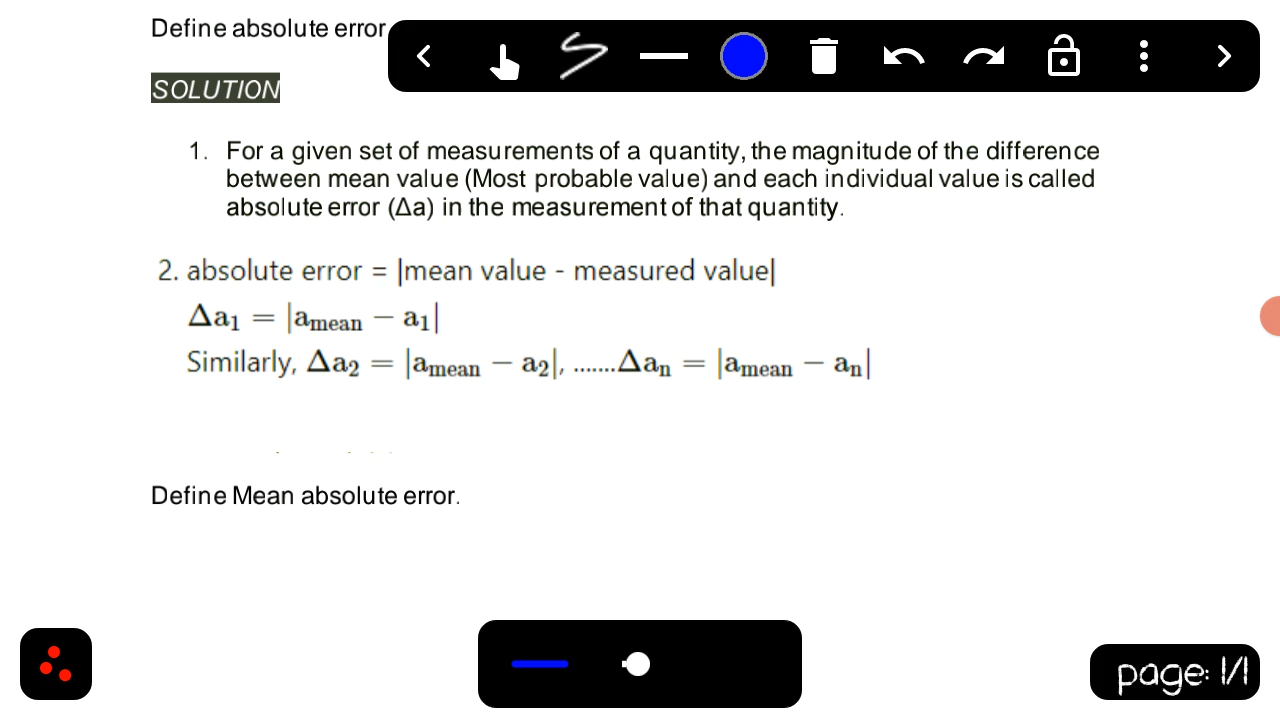 Define absolute error
SOLUTION
1. For a given set of measurements of a quantity, the magnitude of the difference
between mean value (Most probable value) and each individual value is called
absolute error (Δa) in the measurement of that quantity.
2. absolute error = |mean value - measured value|
Δa₁ = |a_mean − a₁|
Similarly, Δa₂ = |a_mean − a₂|, .......Δaₙ = |a_mean − aₙ|
Define Mean absolute error.
page: 1/1